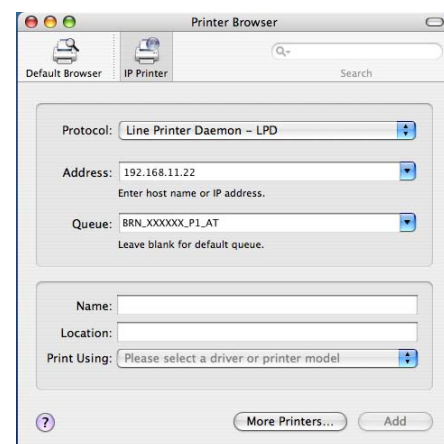 Printer Browser
Default Browser
IP Printer
Q-
Search
Protocol: Line Printer Daemon – LPD
Address: 192.168.11.22
Enter host name or IP address.
Queue: BRN_XXXXXX_P1_AT
Leave blank for default queue.
Name:
Location:
Print Using: Please select a driver or printer model
?
More Printers...
Add